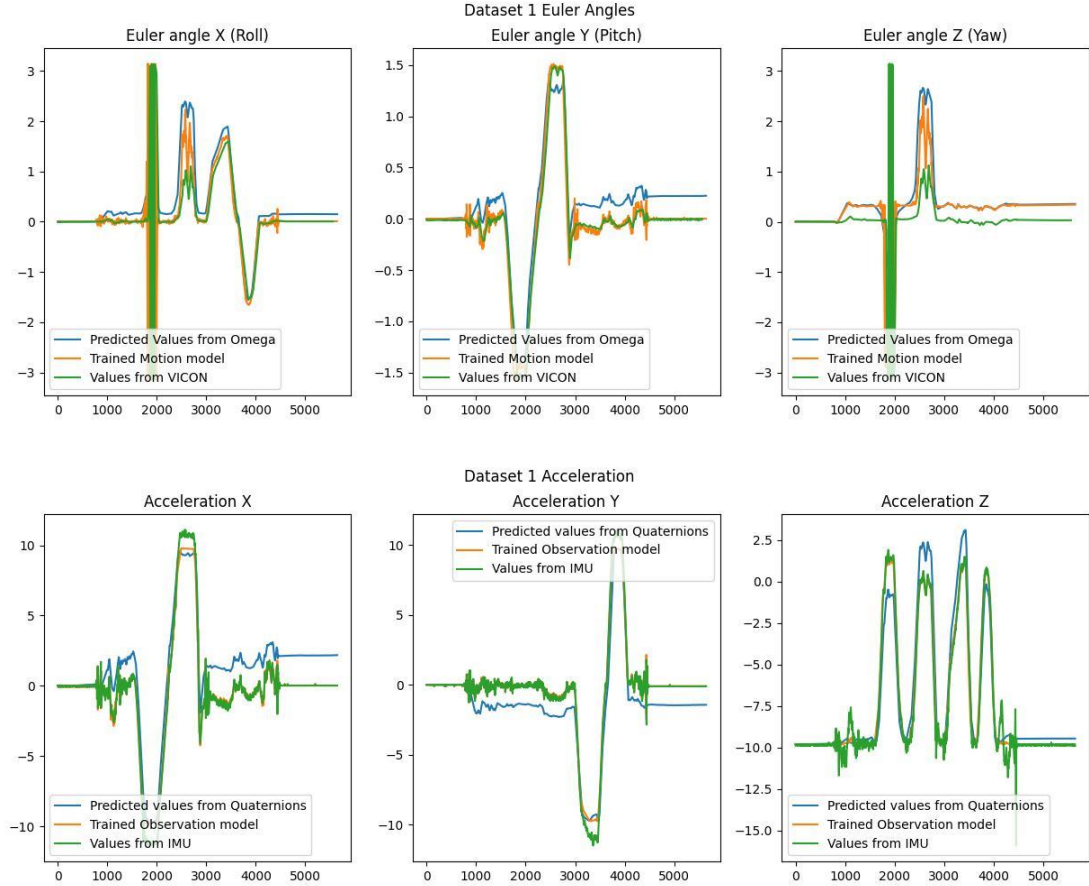 Dataset 1 Euler Angles
Euler angle X (Roll)
3
2
1
0
−1
−2
−3
Predicted Values from Omega
Trained Motion model
Values from VICON
0 1000 2000 3000 4000 5000
Euler angle Y (Pitch)
1.5
1.0
0.5
0.0
−0.5
−1.0
−1.5
Predicted Values from Omega
Trained Motion model
Values from VICON
0 1000 2000 3000 4000 5000
Euler angle Z (Yaw)
3
2
1
0
−1
−2
−3
Predicted Values from Omega
Trained Motion model
Values from VICON
0 1000 2000 3000 4000 5000
Dataset 1 Acceleration
Acceleration X
10
5
0
−5
−10
Predicted values from Quaternions
Trained Observation model
Values from IMU
0 1000 2000 3000 4000 5000
Acceleration Y
Predicted values from Quaternions
Trained Observation model
Values from IMU
10
5
0
−5
−10
0 1000 2000 3000 4000 5000
Acceleration Z
2.5
0.0
−2.5
−5.0
−7.5
−10.0
−12.5
−15.0
Predicted values from Quaternions
Trained Observation model
Values from IMU
0 1000 2000 3000 4000 5000